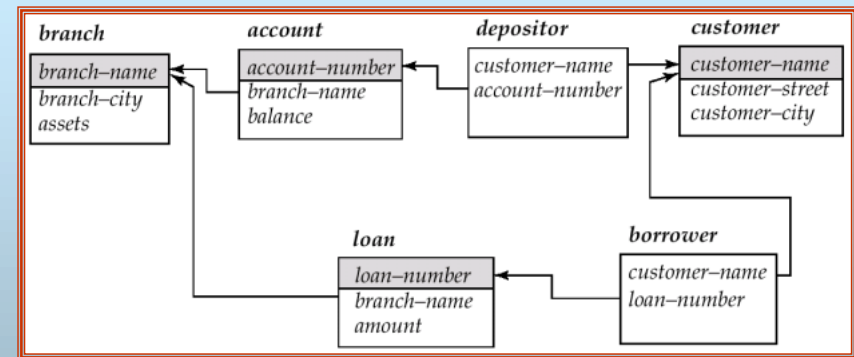 branch
branch–name
branch–city
assets
account
account–number
branch–name
balance
depositor
customer–name
account–number
customer
customer–name
customer–street
customer–city
loan
loan–number
branch–name
amount
borrower
customer–name
loan–number